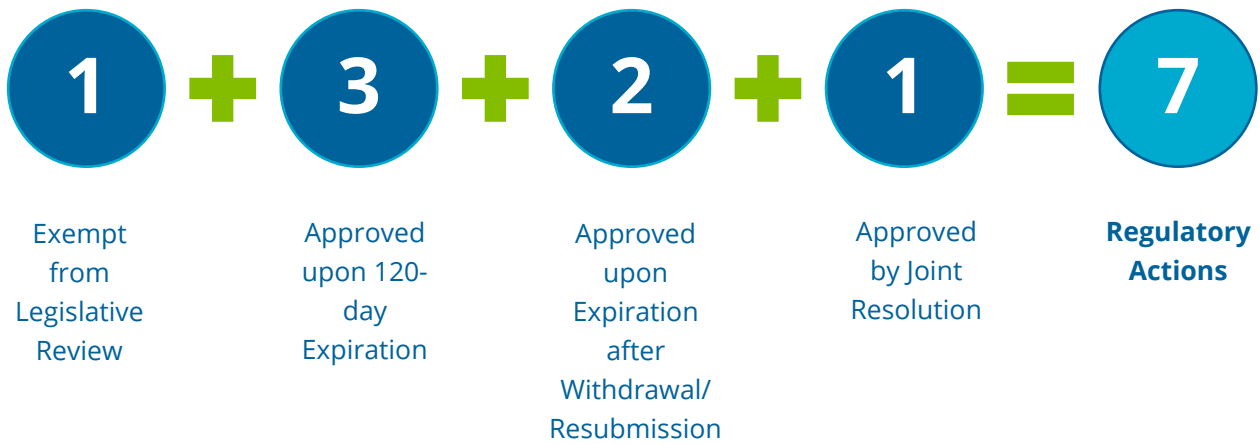 1 + 3 + 2 + 1 = 7
Exempt
from
Legislative
Review
Approved
upon 120-
day
Expiration
Approved
upon
Expiration
after
Withdrawal/
Resubmission
Approved
by Joint
Resolution
Regulatory
Actions